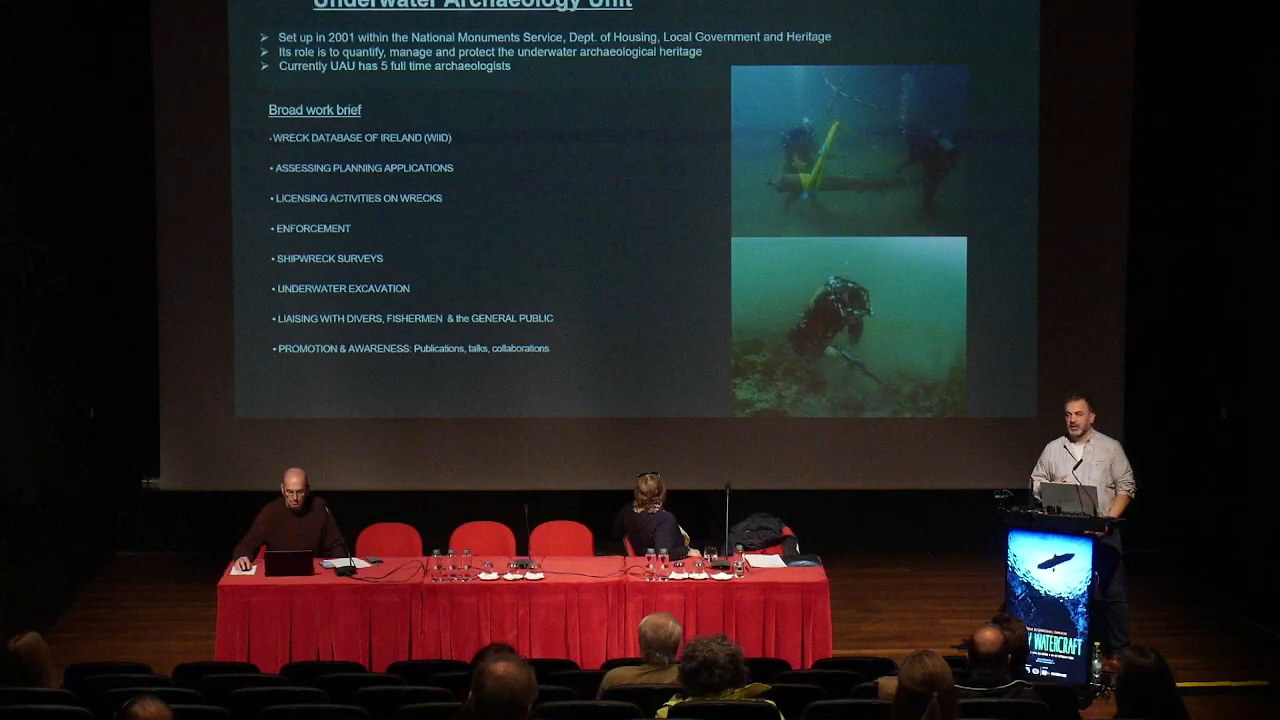 Underwater Archaeology Unit
➢ Set up in 2001 within the National Monuments Service, Dept. of Housing, Local Government and Heritage
➢ Its role is to quantify, manage and protect the underwater archaeological heritage
➢ Currently UAU has 5 full time archaeologists
Broad work brief
•WRECK DATABASE OF IRELAND (WIID)
• ASSESSING PLANNING APPLICATIONS
• LICENSING ACTIVITIES ON WRECKS
• ENFORCEMENT
• SHIPWRECK SURVEYS
• UNDERWATER EXCAVATION
• LIAISING WITH DIVERS, FISHERMEN & the GENERAL PUBLIC
• PROMOTION & AWARENESS: Publications, talks, collaborations
Y WATERCRAFT